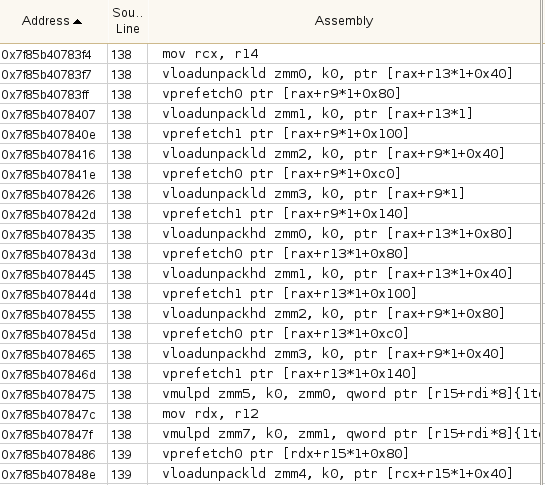 Address Sou.. Line Assembly
0x7f85b40783f4 138 mov rcx, r14
0x7f85b40783f7 138 vloadunpackld zmm0, k0, ptr [rax+r13*1+0x40]
0x7f85b40783ff 138 vprefetch0 ptr [rax+r9*1+0x80]
0x7f85b4078407 138 vloadunpackld zmm1, k0, ptr [rax+r13*1]
0x7f85b407840e 138 vprefetch1 ptr [rax+r9*1+0x100]
0x7f85b4078416 138 vloadunpackld zmm2, k0, ptr [rax+r9*1+0x40]
0x7f85b407841e 138 vprefetch0 ptr [rax+r9*1+0xc0]
0x7f85b4078426 138 vloadunpackld zmm3, k0, ptr [rax+r9*1]
0x7f85b407842d 138 vprefetch1 ptr [rax+r9*1+0x140]
0x7f85b4078435 138 vloadunpackhd zmm0, k0, ptr [rax+r13*1+0x80]
0x7f85b407843d 138 vprefetch0 ptr [rax+r13*1+0x80]
0x7f85b4078445 138 vloadunpackhd zmm1, k0, ptr [rax+r13*1+0x40]
0x7f85b407844d 138 vprefetch1 ptr [rax+r13*1+0x100]
0x7f85b4078455 138 vloadunpackhd zmm2, k0, ptr [rax+r9*1+0x80]
0x7f85b407845d 138 vprefetch0 ptr [rax+r13*1+0xc0]
0x7f85b4078465 138 vloadunpackhd zmm3, k0, ptr [rax+r9*1+0x40]
0x7f85b407846d 138 vprefetch1 ptr [rax+r13*1+0x140]
0x7f85b4078475 138 vmulpd zmm5, k0, zmm0, qword ptr [r15+rdi*8]{1to
0x7f85b407847c 138 mov rdx, r12
0x7f85b407847f 138 vmulpd zmm7, k0, zmm1, qword ptr [r15+rdi*8]{1to
0x7f85b4078486 139 vprefetch0 ptr [rdx+r15*1+0x80]
0x7f85b407848e 139 vloadunpackld zmm4, k0, ptr [rcx+r15*1+0x40]